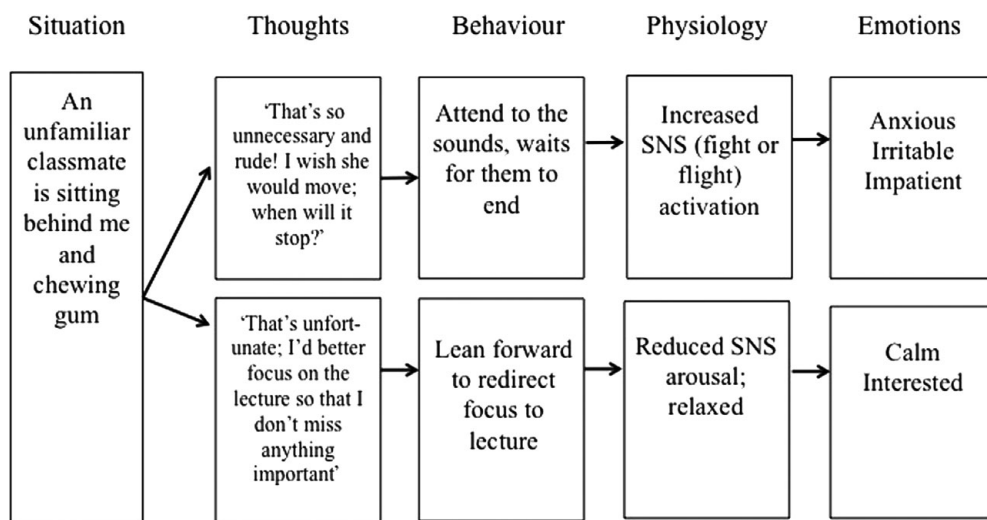 Situation
Thoughts
Behaviour
Physiology
Emotions
An
unfamiliar
classmate
is sitting
behind me
and
chewing
gum
‘That’s so
unnecessary and
rude! I wish she
would move;
when will it
stop?’
Attend to the
sounds, waits
for them to
end
Increased
SNS (fight or
flight)
activation
Anxious
Irritable
Impatient
‘That’s unfort-
unate; I’d better
focus on the
lecture so that I
don’t miss
anything
important’
Lean forward
to redirect
focus to
lecture
Reduced SNS
arousal;
relaxed
Calm
Interested